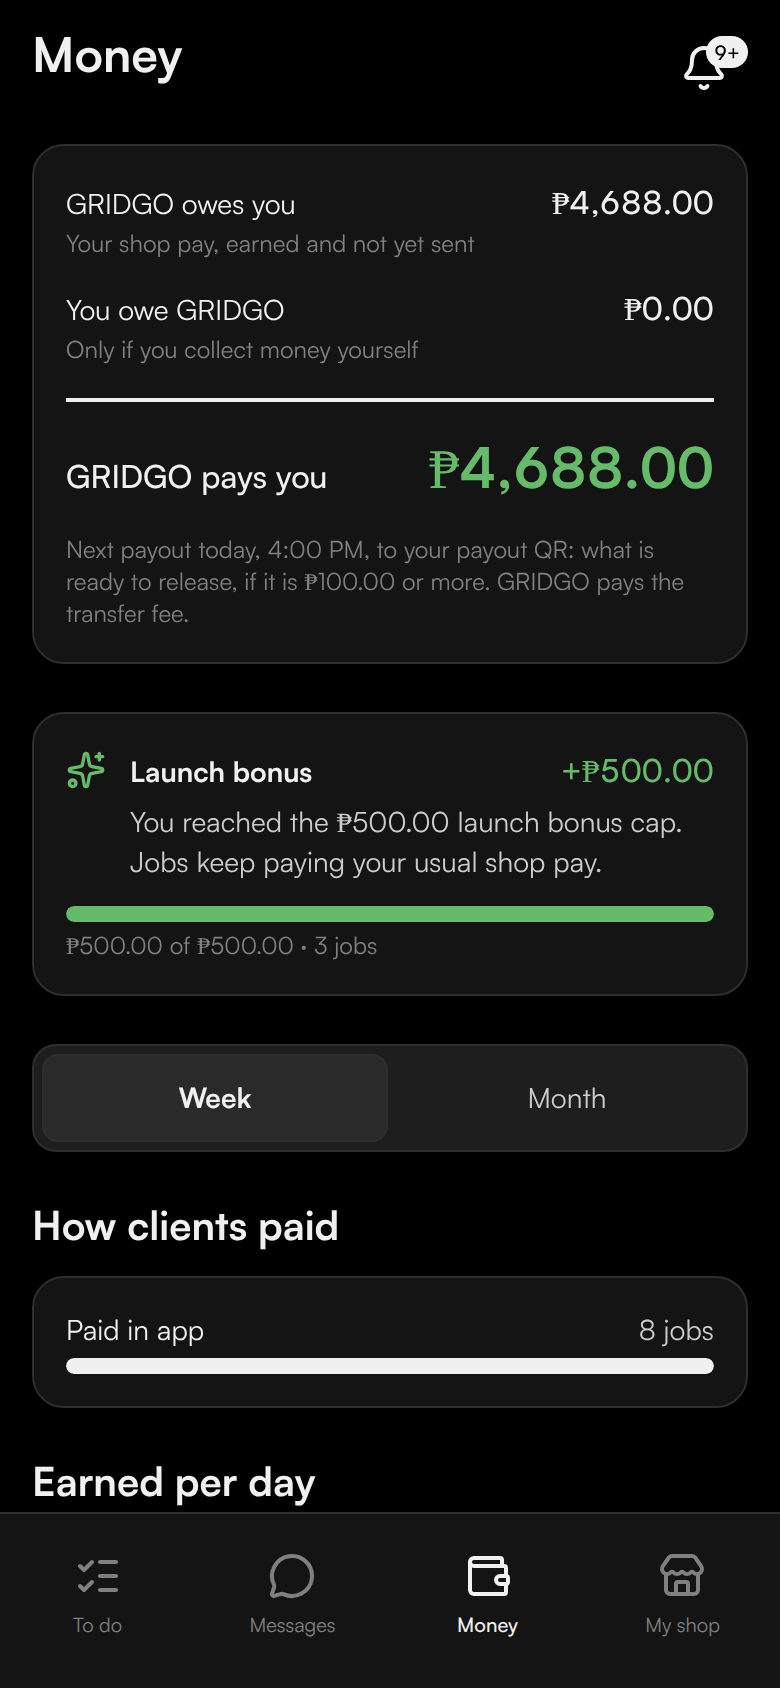 Money
9+
GRIDGO owes you ₱4,688.00
Your shop pay, earned and not yet sent
You owe GRIDGO ₱0.00
Only if you collect money yourself
GRIDGO pays you ₱4,688.00
Next payout today, 4:00 PM, to your payout QR: what is
ready to release, if it is ₱100.00 or more. GRIDGO pays the
transfer fee.
Launch bonus +₱500.00
You reached the ₱500.00 launch bonus cap.
Jobs keep paying your usual shop pay.
₱500.00 of ₱500.00 · 3 jobs
Week Month
How clients paid
Paid in app 8 jobs
Earned per day
To do Messages Money My shop